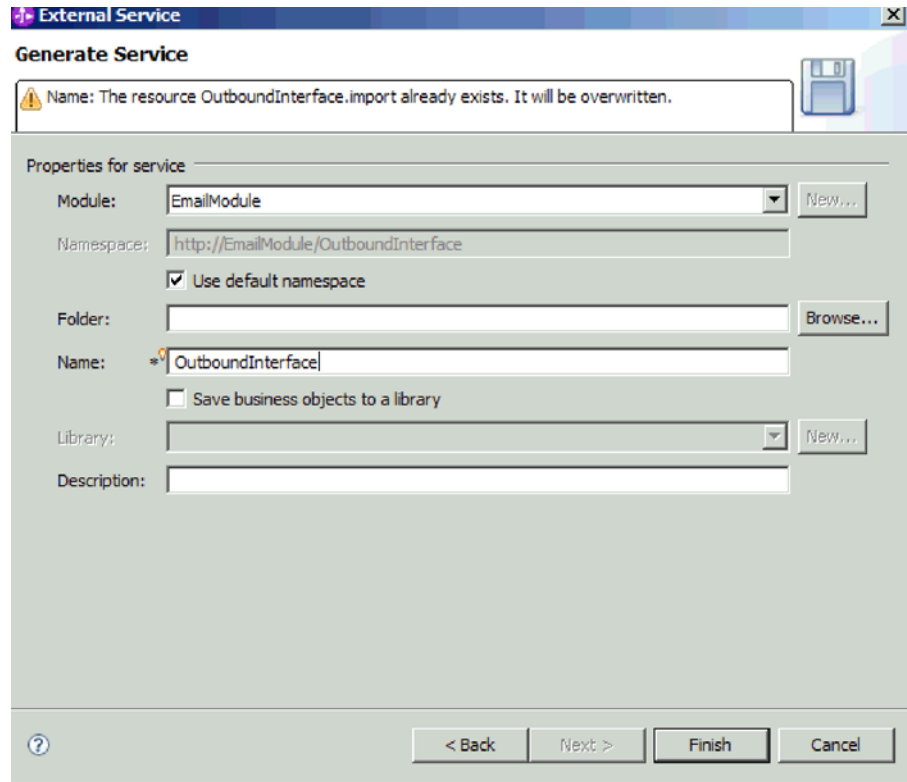 External Service
Generate Service
Name: The resource OutboundInterface.import already exists. It will be overwritten.
Properties for service
Module: EmailModule New...
Namespace: http://EmailModule/OutboundInterface
Use default namespace
Folder: Browse...
Name: * OutboundInterface
Save business objects to a library
Library: New...
Description:
? < Back Next > Finish Cancel